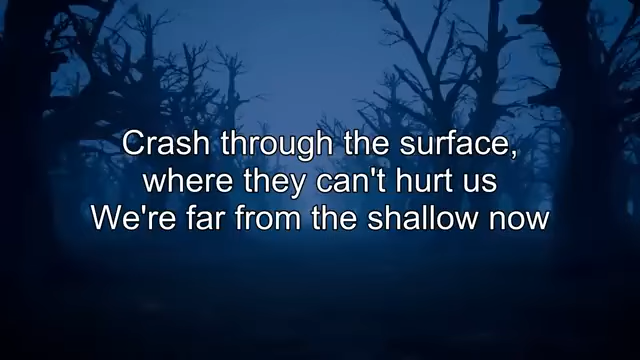 Crash through the surface,
where they can't hurt us
We're far from the shallow now